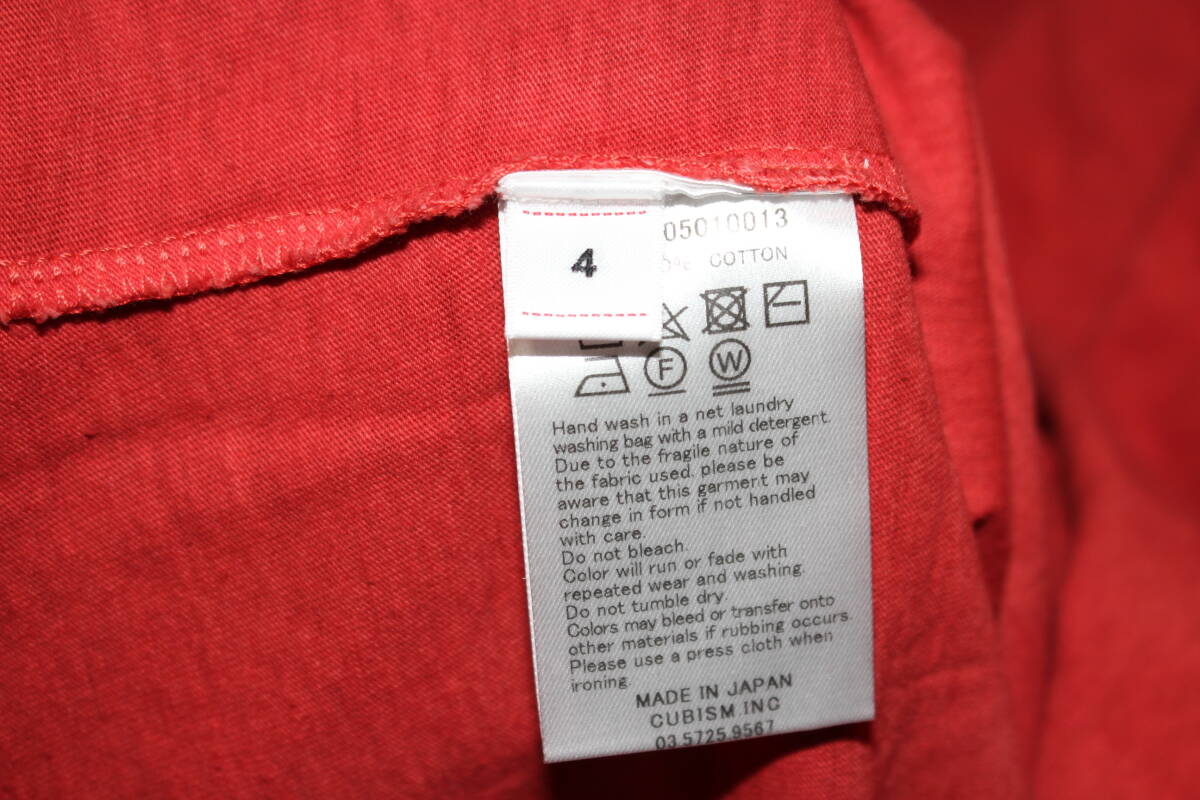 4
05010013
COTTON
F
W
Hand wash in a net laundry
washing bag with a mild detergent.
Due to the fragile nature of
the fabric used, please be
aware that this garment may
change in form if not handled
with care.
Do not bleach.
Color will run or fade with
repeated wear and washing.
Do not tumble dry.
Colors may bleed or transfer onto
other materials if rubbing occurs.
Please use a press cloth when
ironing.
MADE IN JAPAN
CUBISM.INC
03.5725.9567